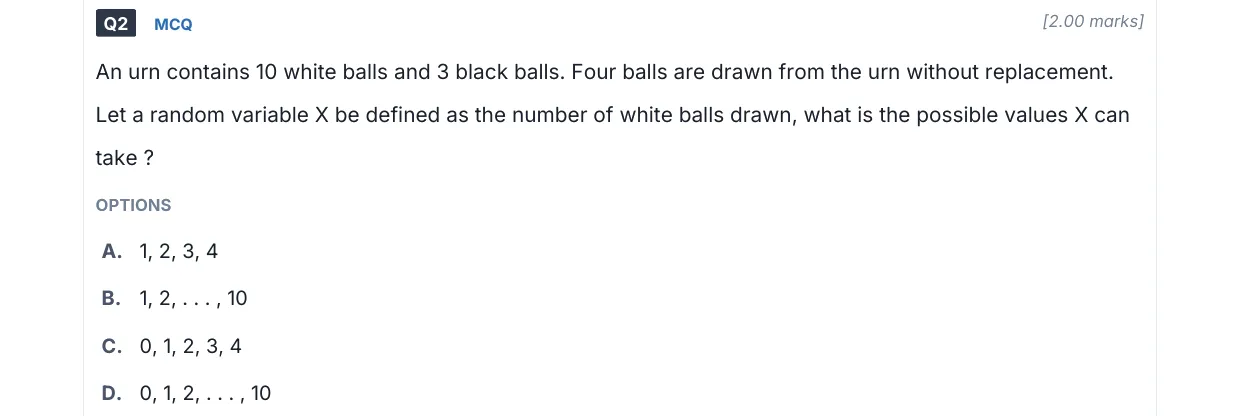 Q2 MCQ [2.00 marks]
An urn contains 10 white balls and 3 black balls. Four balls are drawn from the urn without replacement.
Let a random variable X be defined as the number of white balls drawn, what is the possible values X can
take ?
OPTIONS
A. 1, 2, 3, 4
B. 1, 2, . . . , 10
C. 0, 1, 2, 3, 4
D. 0, 1, 2, . . . , 10